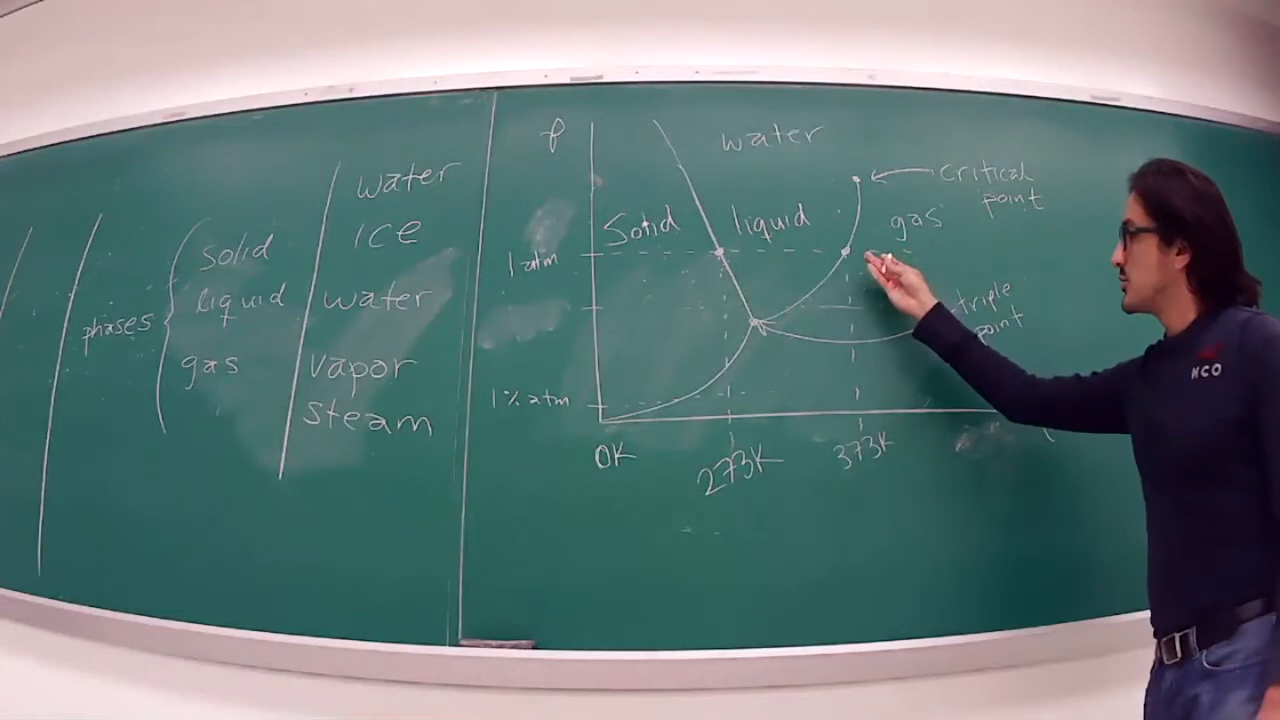 phases
solid
liquid
gas
water
ice
water
vapor
steam
P
water
critical
point
Solid
liquid
gas
1 atm
triple
point
1% atm
0K
273K
373K
HCO